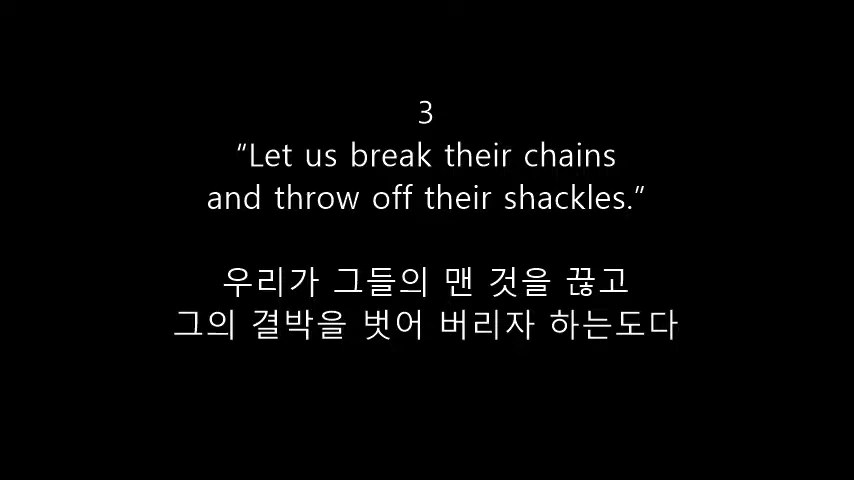 3
“Let us break their chains
and throw off their shackles.”
우리가 그들의 맨 것을 끊고
그의 결박을 벗어 버리자 하는도다